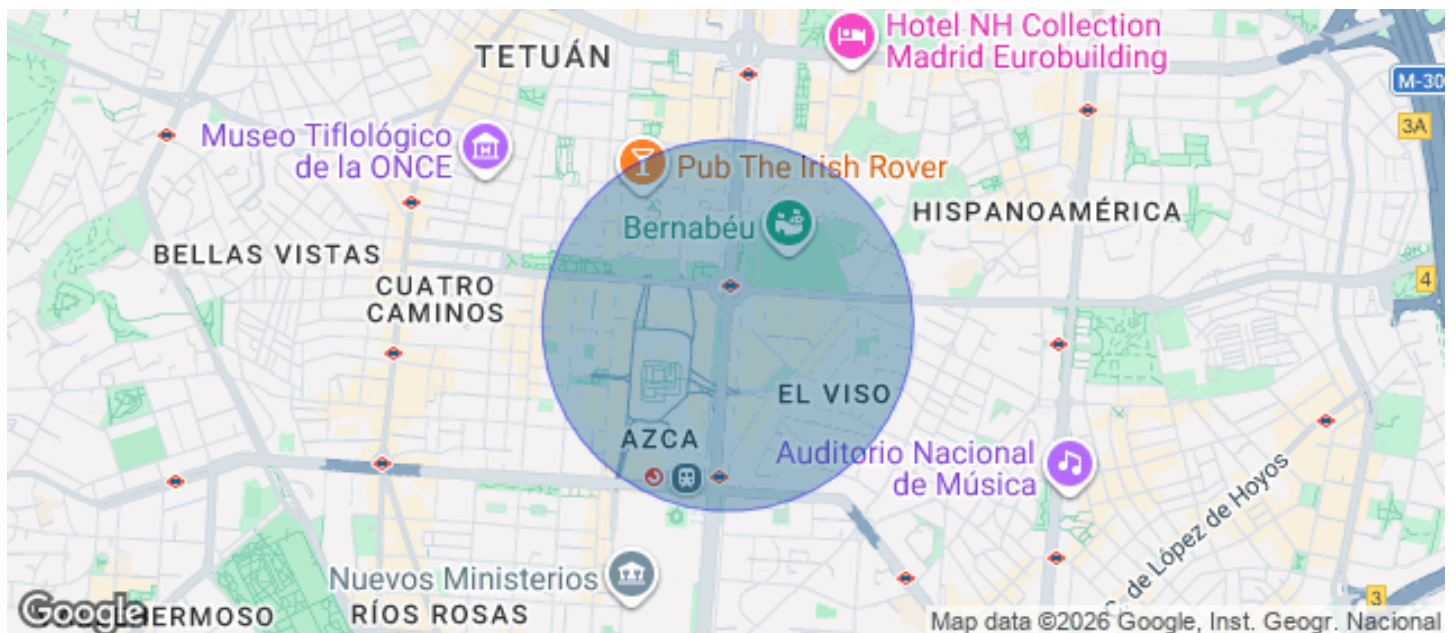 Hotel NH Collection
Madrid Eurobuilding
TETUÁN
M-30
3A
Museo Tiflológico
de la ONCE
Pub The Irish Rover
HISPANOAMÉRICA
Bernabéu
BELLAS VISTAS
CUATRO
CAMINOS
4
EL VISO
AZCA
Auditorio Nacional
de Música
C. de López de Hoyos
Nuevos Ministerios
3
Google
HERMOSO
RÍOS ROSAS
Map data ©2026 Google, Inst. Geogr. Nacional